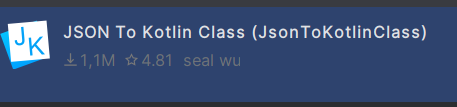 JK
JSON To Kotlin Class (JsonToKotlinClass)
1,1M 4.81 seal wu